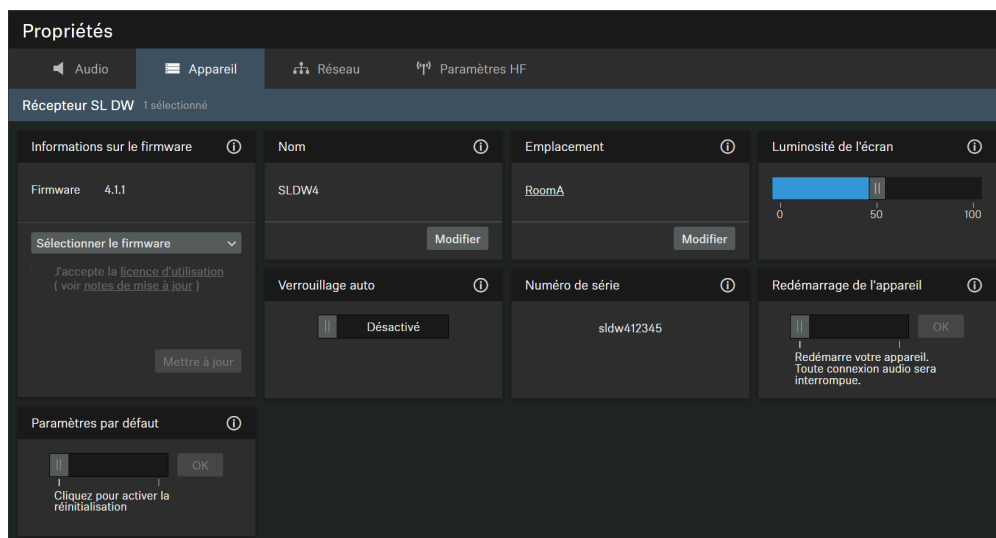 Propriétés
Audio
Appareil
Réseau
Paramètres HF
Récepteur SL DW 1 sélectionné
Informations sur le firmware
Firmware 4.1.1
Sélectionner le firmware
J'accepte la licence d'utilisation
( voir notes de mise à jour )
Mettre à jour
Nom
SLDW4
Modifier
Emplacement
RoomA
Modifier
Luminosité de l'écran
0 50 100
Verrouillage auto
Désactivé
Numéro de série
sldw412345
Redémarrage de l'appareil
OK
Redémarre votre appareil.
Toute connexion audio sera
interrompue.
Paramètres par défaut
OK
Cliquez pour activer la
réinitialisation